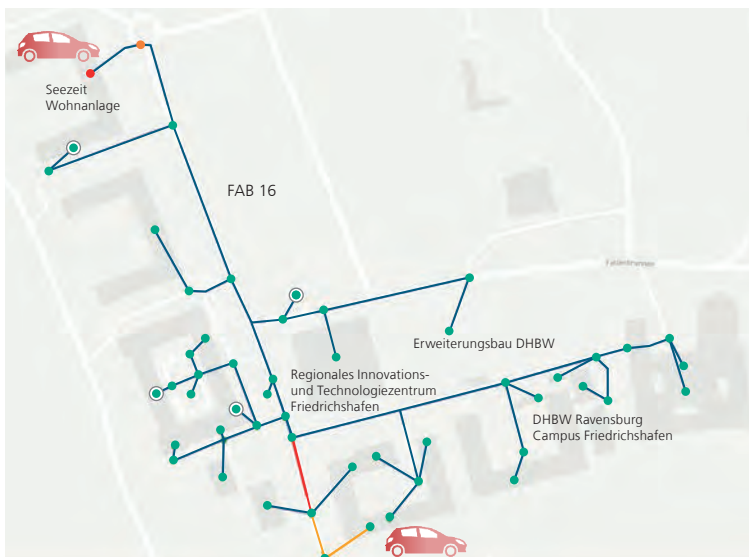 Seezeit
Wohnanlage
FAB 16
Erweiterungsbau DHBW
Regionales Innovations-
und Technologiezentrum
Friedrichshafen
DHBW Ravensburg
Campus Friedrichshafen